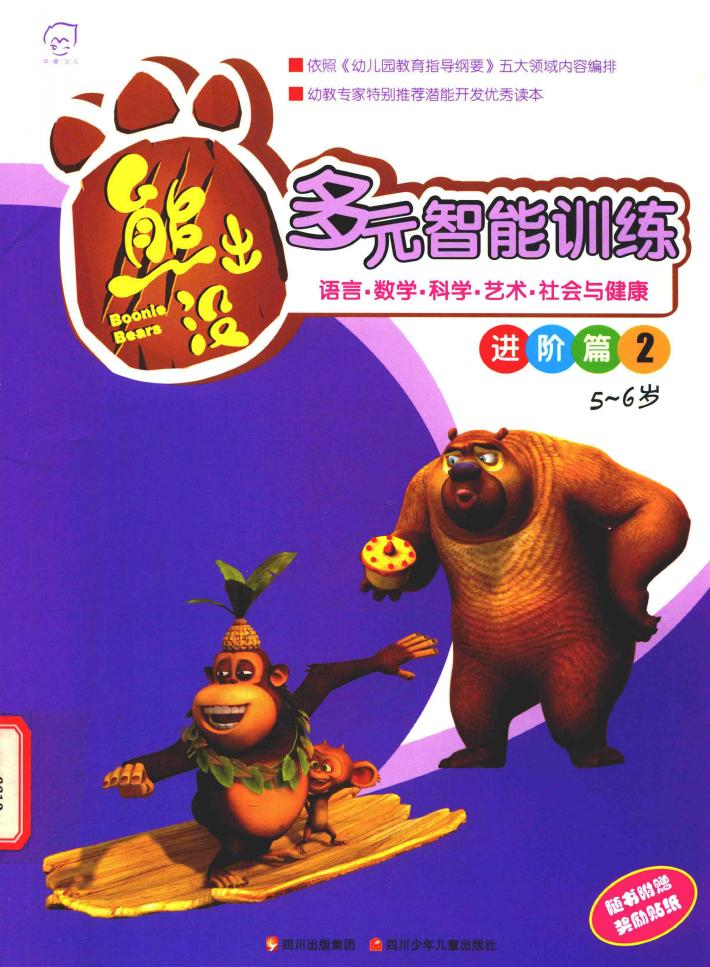 华景少儿
■依照《幼儿园教育指导纲要》五大领域内容编排
■幼教专家特别推荐潜能开发优秀读本
熊出没
Boonie
Bears
多元智能训练
语言·数学·科学·艺术·社会与健康
进阶篇2
5~6岁
随书附赠
奖励贴纸
四川出版集团 四川少年儿童出版社